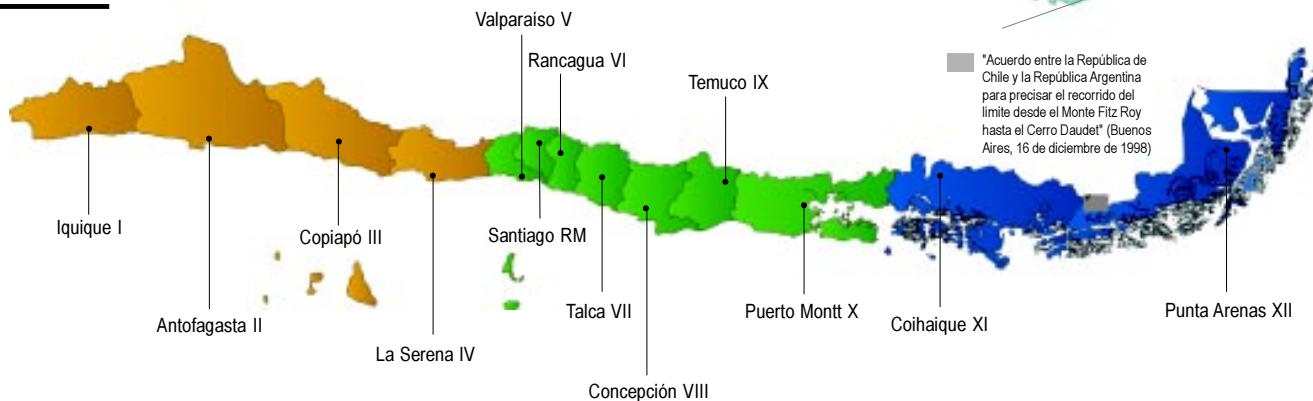 Valparaíso V
Rancagua VI
Temuco IX
"Acuerdo entre la República de
Chile y la República Argentina
para precisar el recorrido del
límite desde el Monte Fitz Roy
hasta el Cerro Daudet" (Buenos
Aires, 16 de diciembre de 1998)
Iquique I
Copiapó III
Santiago RM
Antofagasta II
Talca VII
Puerto Montt X
Coihaique XI
Punta Arenas XII
La Serena IV
Concepción VIII